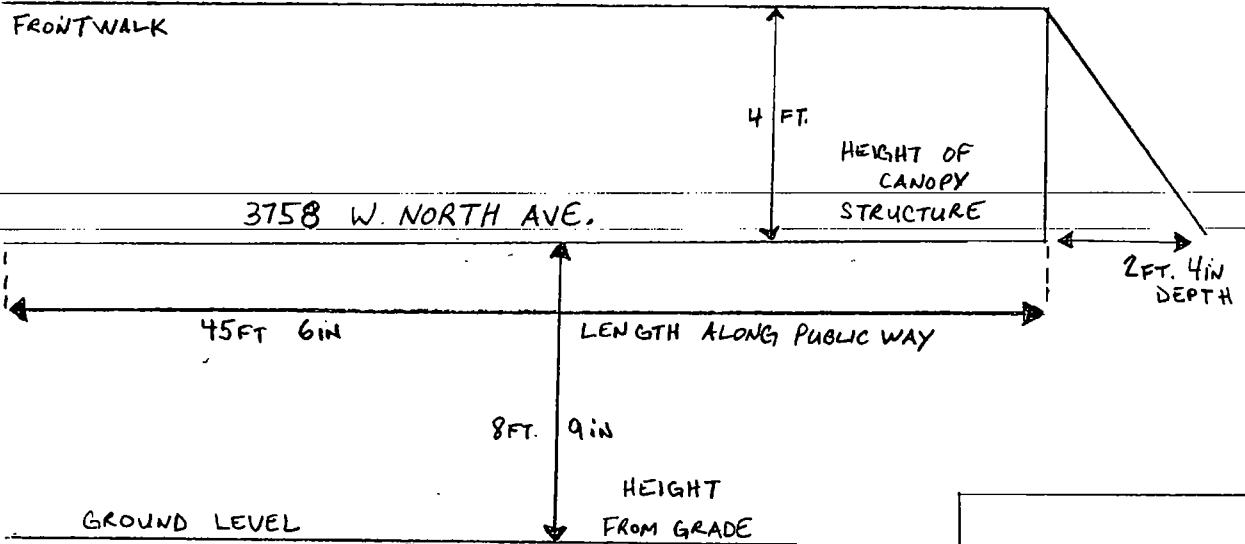 FRONTWALK
4 FT.
HEIGHT OF
CANOPY
STRUCTURE
3758 W. NORTH AVE.
2FT. 4IN
DEPTH
45FT 6IN
LENGTH ALONG PUBLIC WAY
8FT. 9IN
HEIGHT
FROM GRADE
GROUND LEVEL